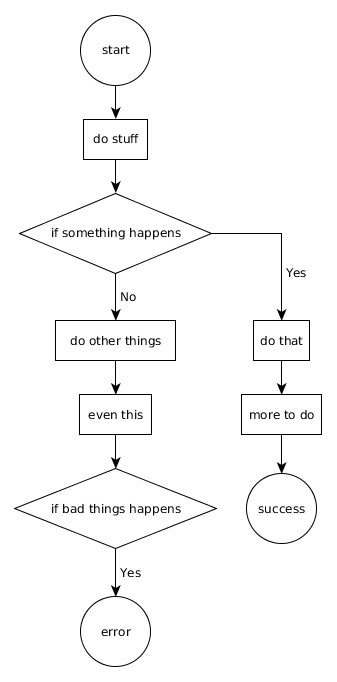 start
do stuff
if something happens
Yes
No
do other things
do that
even this
more to do
if bad things happens
success
Yes
error